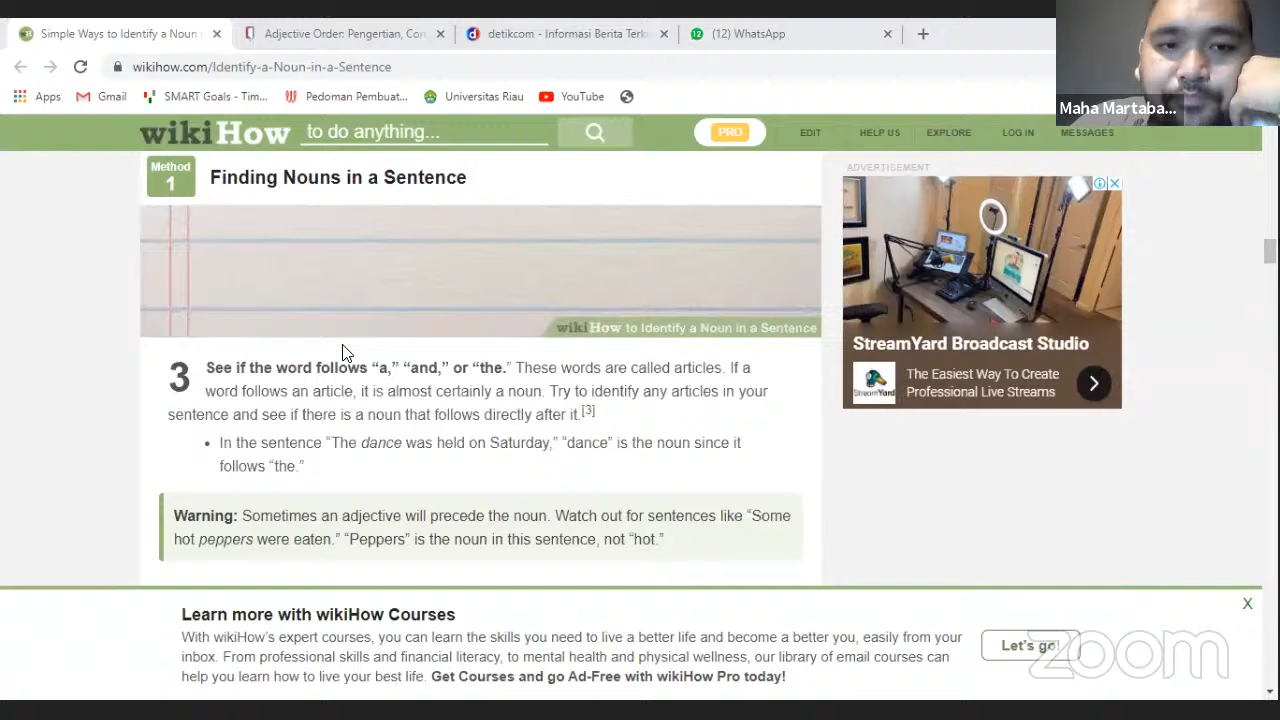 Simple Ways to Identify a Noun
Adjective Order: Pengertian, Con
detikcom - Informasi Berita Terk
12
(12) WhatsApp
wikihow.com/Identify-a-Noun-in-a-Sentence
Apps
Gmail
SMART Goals - Tim...
Pedoman Pembuat...
Universitas Riau
YouTube
Maha Martaba...
wikiHow to do anything...
PRO
EDIT
HELP US
EXPLORE
LOG IN
MESSAGES
Method
1
Finding Nouns in a Sentence
wikiHow to Identify a Noun in a Sentence
3 See if the word follows “a,” “and,” or “the.” These words are called articles. If a
word follows an article, it is almost certainly a noun. Try to identify any articles in your
sentence and see if there is a noun that follows directly after it.[3]
• In the sentence “The dance was held on Saturday,” “dance” is the noun since it
follows “the.”
Warning: Sometimes an adjective will precede the noun. Watch out for sentences like “Some
hot peppers were eaten.” “Peppers” is the noun in this sentence, not “hot.”
ADVERTISEMENT
StreamYard Broadcast Studio
StreamYard
The Easiest Way To Create
Professional Live Streams
Learn more with wikiHow Courses
X
With wikiHow’s expert courses, you can learn the skills you need to live a better life and become a better you, easily from your
inbox. From professional skills and financial literacy, to mental health and physical wellness, our library of email courses can
help you learn how to live your best life. Get Courses and go Ad-Free with wikiHow Pro today!
Let's go!
zoom